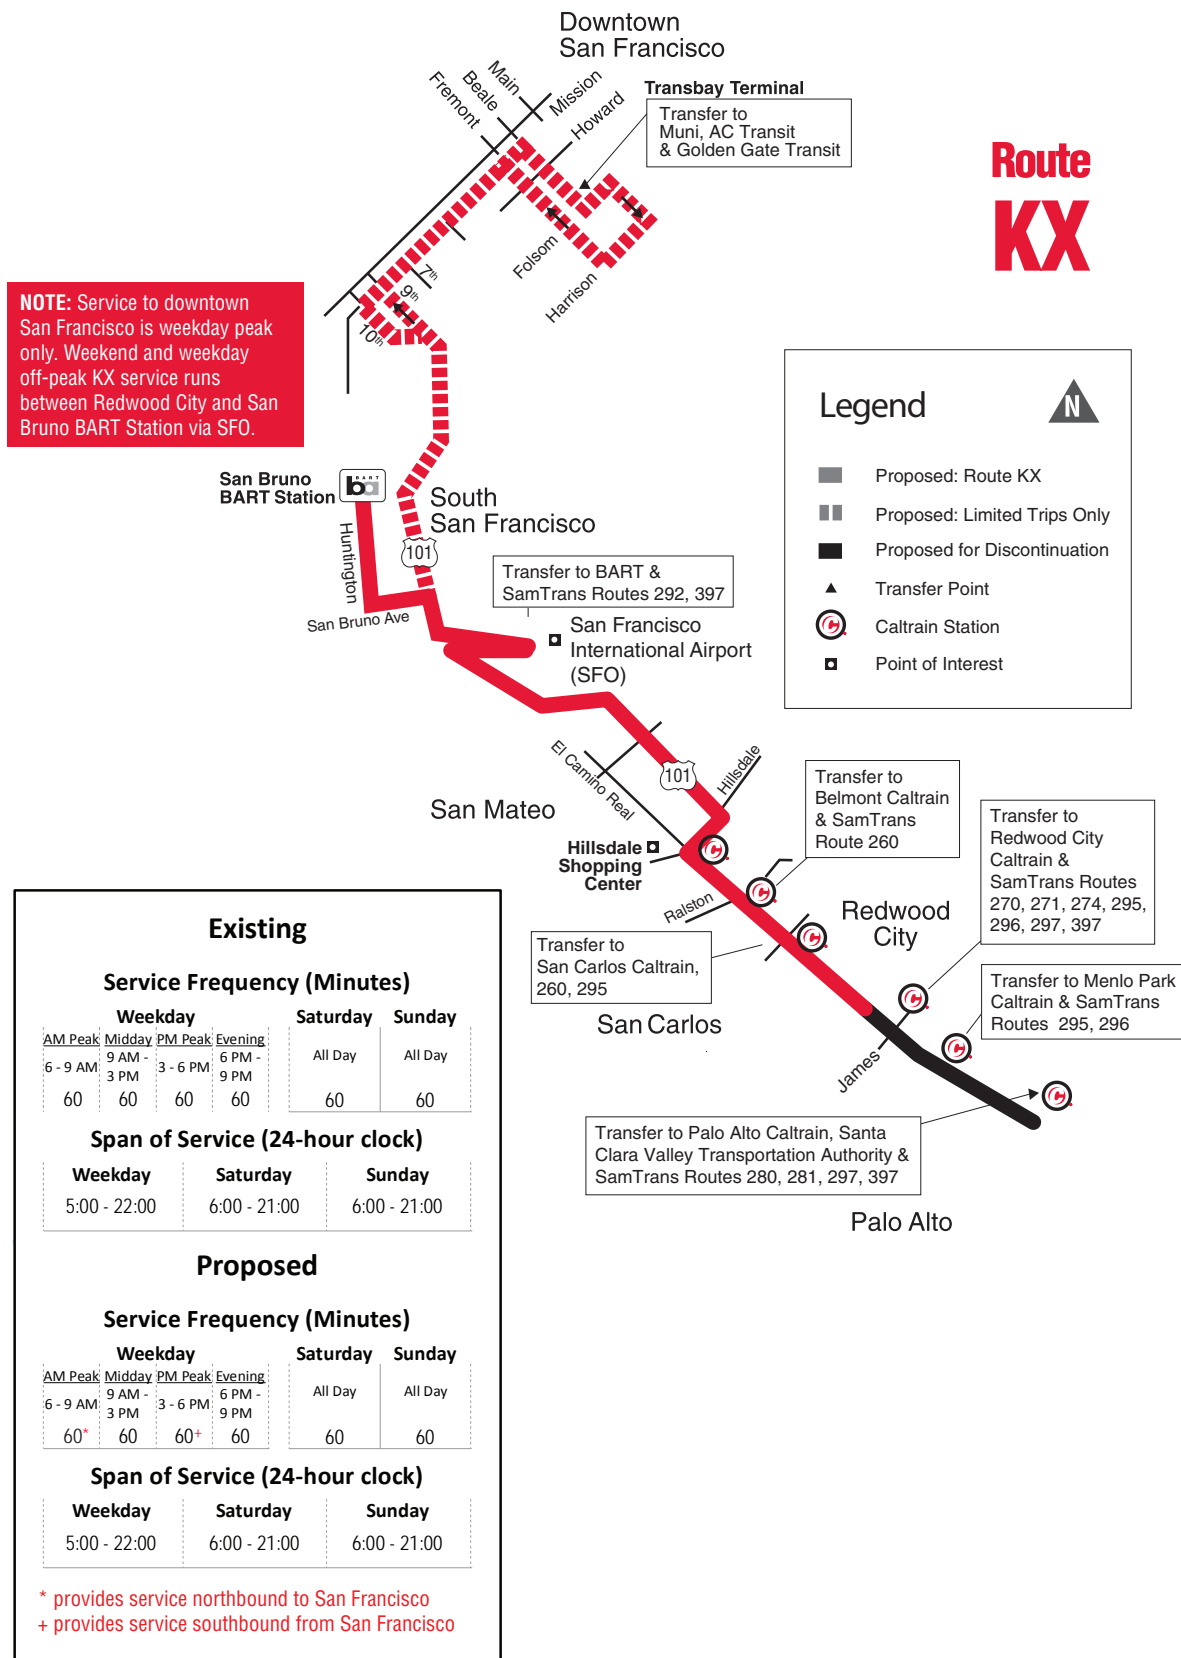 Downtown
San Francisco
Fremont
Beale
Main
Mission
Howard
Transbay Terminal
Transfer to
Muni, AC Transit
& Golden Gate Transit
Route
KX
Folsom
Harrison
7th
9th
10th
NOTE: Service to downtown
San Francisco is weekday peak
only. Weekend and weekday
off-peak KX service runs
between Redwood City and San
Bruno BART Station via SFO.
San Bruno
BART Station
BART
ba
Huntington
San Bruno Ave
South
San Francisco
101
Transfer to BART &
SamTrans Routes 292, 397
San Francisco
International Airport
(SFO)
Legend
N
Proposed: Route KX
Proposed: Limited Trips Only
Proposed for Discontinuation
Transfer Point
Caltrain Station
Point of Interest
El Camino Real
101
Hillsdale
San Mateo
Hillsdale
Shopping
Center
Transfer to
Belmont Caltrain
& SamTrans
Route 260
Transfer to
Redwood City
Caltrain &
SamTrans Routes
270, 271, 274, 295,
296, 297, 397
Ralston
Redwood
City
Transfer to
San Carlos Caltrain,
260, 295
San Carlos
Transfer to Menlo Park
Caltrain & SamTrans
Routes 295, 296
James
Transfer to Palo Alto Caltrain, Santa
Clara Valley Transportation Authority &
SamTrans Routes 280, 281, 297, 397
Palo Alto
Existing
Service Frequency (Minutes)
Weekday Saturday Sunday
AM Peak Midday PM Peak Evening
6 - 9 AM 9 AM - 3 PM 3 - 6 PM 6 PM - 9 PM All Day All Day
60 60 60 60 60 60
Span of Service (24-hour clock)
Weekday Saturday Sunday
5:00 - 22:00 6:00 - 21:00 6:00 - 21:00
Proposed
Service Frequency (Minutes)
Weekday Saturday Sunday
AM Peak Midday PM Peak Evening
6 - 9 AM 9 AM - 3 PM 3 - 6 PM 6 PM - 9 PM All Day All Day
60* 60 60+ 60 60 60
Span of Service (24-hour clock)
Weekday Saturday Sunday
5:00 - 22:00 6:00 - 21:00 6:00 - 21:00
* provides service northbound to San Francisco
+ provides service southbound from San Francisco